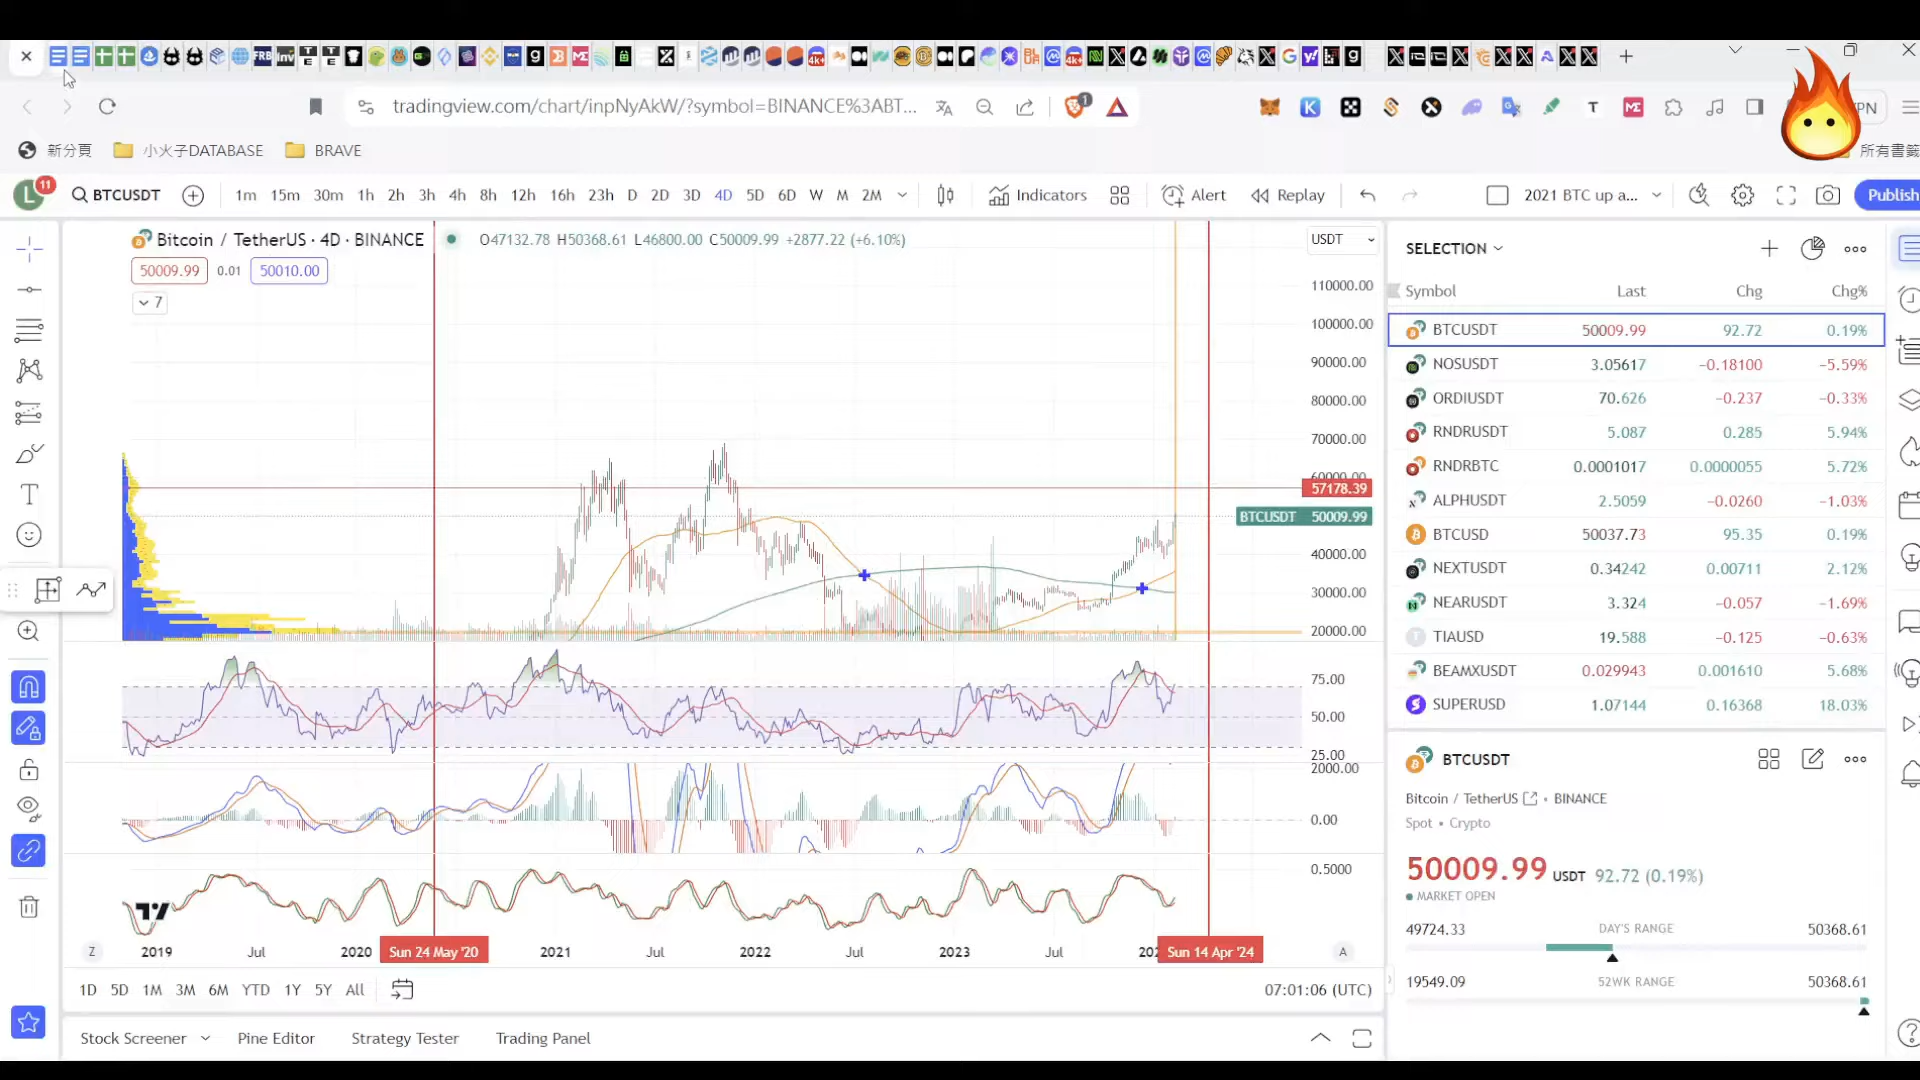 tradingview.com/chart/inpNyAkW/?symbol=BINANCE%3ABT...
1
新分頁
小火子DATABASE
BRAVE
所有書籤
L 11
BTCUSDT
1m 15m 30m 1h 2h 3h 4h 8h 12h 16h 23h D 2D 3D 4D 5D 6D W M 2M
Indicators
Alert
Replay
2021 BTC up a...
Publish
Bitcoin / TetherUS · 4D · BINANCE
O47132.78 H50368.61 L46800.00 C50009.99 +2877.22 (+6.10%)
USDT
50009.99 0.01 50010.00
7
110000.00
100000.00
90000.00
80000.00
70000.00
60000.00
57178.39
BTCUSDT 50009.99
40000.00
30000.00
20000.00
75.00
50.00
25.00
2000.00
0.00
0.5000
Z 2019 Jul 2020 Sun 24 May '20 2021 Jul 2022 Jul 2023 Jul Sun 14 Apr '24 A
1D 5D 1M 3M 6M YTD 1Y 5Y All
07:01:06 (UTC)
Stock Screener
Pine Editor
Strategy Tester
Trading Panel
SELECTION
Symbol Last Chg Chg%
BTCUSDT 50009.99 92.72 0.19%
NOSUSDT 3.05617 −0.18100 −5.59%
ORDIUSDT 70.626 −0.237 −0.33%
RNDRUSDT 5.087 0.285 5.94%
RNDRBTC 0.0001017 0.0000055 5.72%
ALPHUSDT 2.5059 −0.0260 −1.03%
BTCUSD 50037.73 95.35 0.19%
NEXTUSDT 0.34242 0.00711 2.12%
NEARUSDT 3.324 −0.057 −1.69%
TIAUSD 19.588 −0.125 −0.63%
BEAMXUSDT 0.029943 0.001610 5.68%
SUPERUSD 1.07144 0.16368 18.03%
BTCUSDT
Bitcoin / TetherUS • BINANCE
Spot • Crypto
50009.99 USDT 92.72 (0.19%)
MARKET OPEN
49724.33 DAY'S RANGE 50368.61
19549.09 52WK RANGE 50368.61